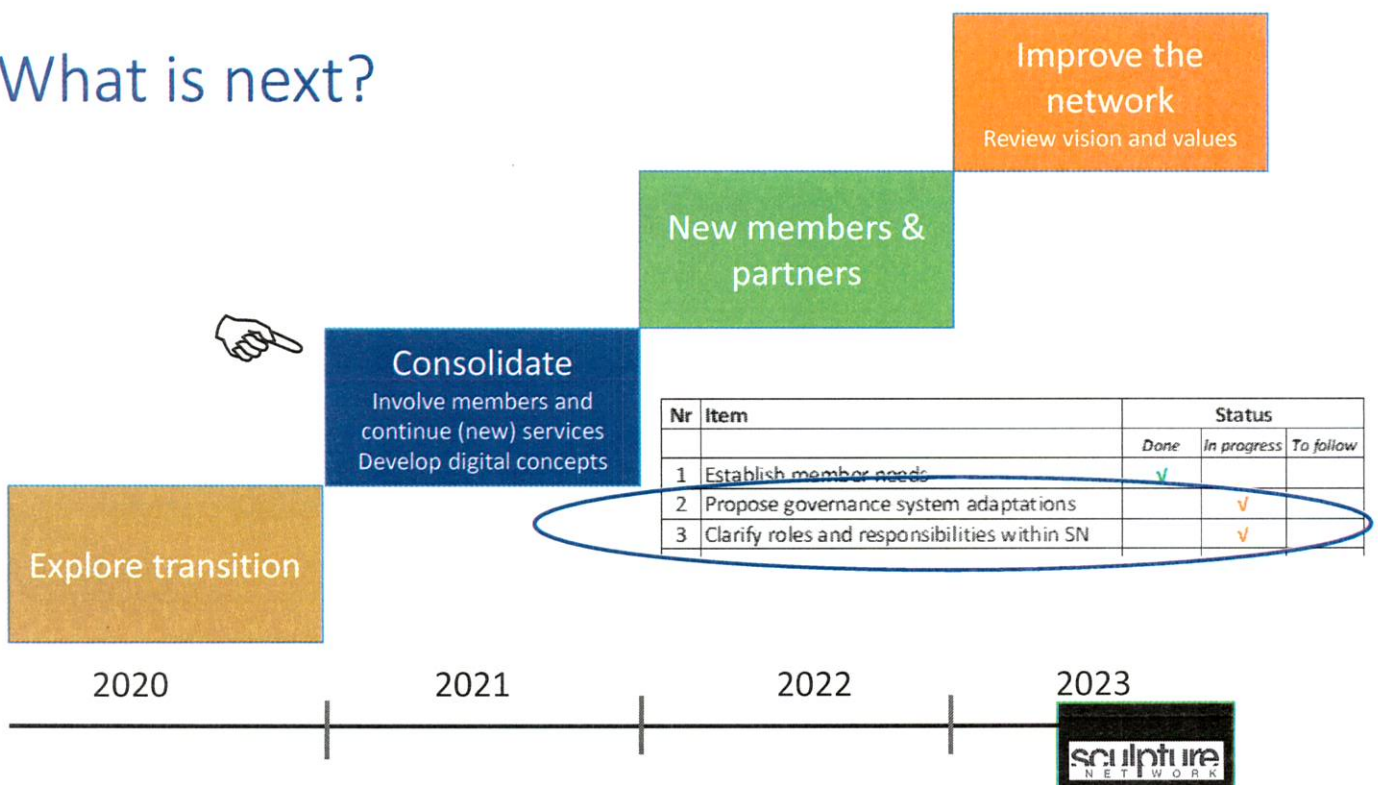 What is next?
Improve the
network
Review vision and values
New members &
partners
Consolidate
Involve members and
continue (new) services
Develop digital concepts
Explore transition
Nr Item Status
Done In progress To follow
1 Establish member needs √
2 Propose governance system adaptations √
3 Clarify roles and responsibilities within SN √
2020 2021 2022 2023
sculpture
NETWORK